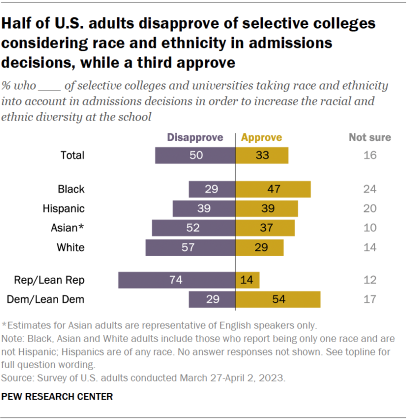 Half of U.S. adults disapprove of selective colleges
considering race and ethnicity in admissions
decisions, while a third approve
% who ___ of selective colleges and universities taking race and ethnicity
into account in admissions decisions in order to increase the racial and
ethnic diversity at the school
Disapprove Approve Not sure
Total 50 33 16
Black 29 47 24
Hispanic 39 39 20
Asian* 52 37 10
White 57 29 14
Rep/Lean Rep 74 14 12
Dem/Lean Dem 29 54 17
*Estimates for Asian adults are representative of English speakers only.
Note: Black, Asian and White adults include those who report being only one race and are
not Hispanic; Hispanics are of any race. No answer responses not shown. See topline for
full question wording.
Source: Survey of U.S. adults conducted March 27-April 2, 2023.
PEW RESEARCH CENTER